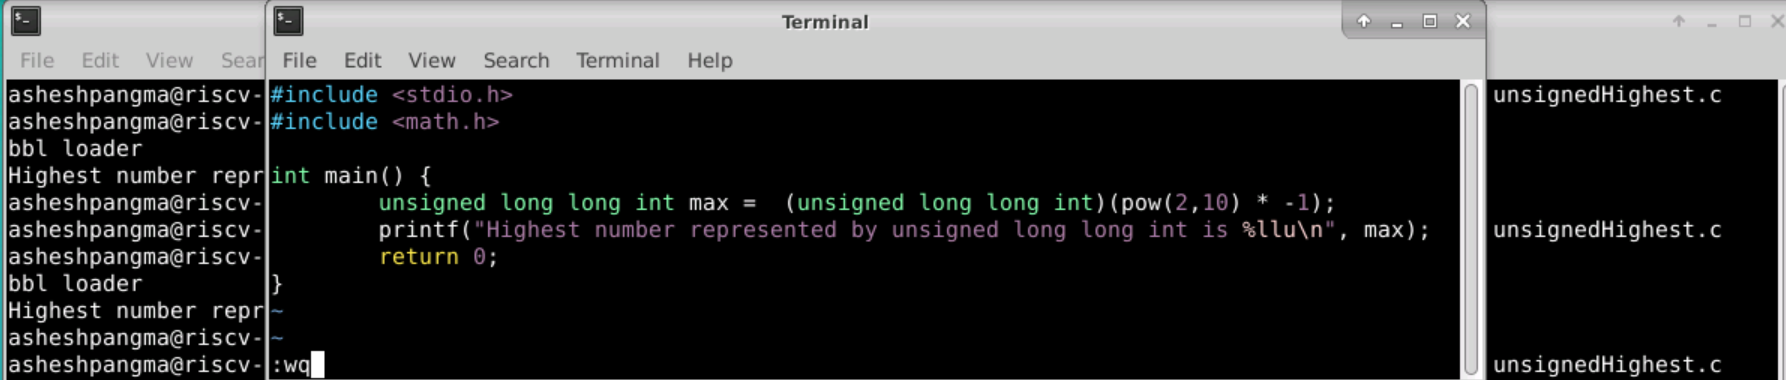 Terminal
File Edit View Sear
File Edit View Search Terminal Help
asheshpangma@riscv-
asheshpangma@riscv-
bbl loader
Highest number repr
asheshpangma@riscv-
asheshpangma@riscv-
asheshpangma@riscv-
bbl loader
Highest number repr
asheshpangma@riscv-
asheshpangma@riscv-
#include <stdio.h>
#include <math.h>
int main() {
unsigned long long int max =  (unsigned long long int)(pow(2,10) * -1);
printf("Highest number represented by unsigned long long int is %llu\n", max);
return 0;
}
~
~
:wq
unsignedHighest.c
unsignedHighest.c
unsignedHighest.c